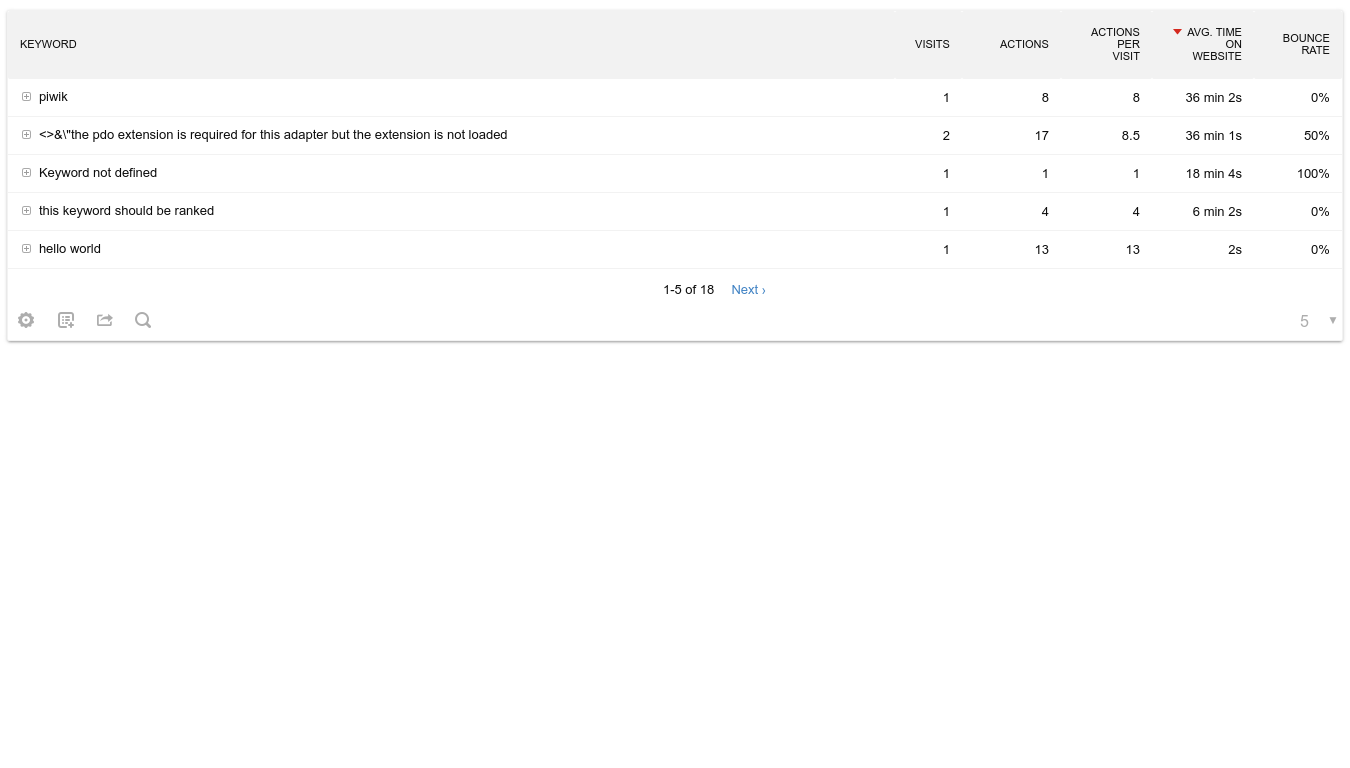 KEYWORD VISITS ACTIONS ACTIONS PER VISIT AVG. TIME ON WEBSITE BOUNCE RATE
piwik 1 8 8 36 min 2s 0%
<>&\"the pdo extension is required for this adapter but the extension is not loaded 2 17 8.5 36 min 1s 50%
Keyword not defined 1 1 1 18 min 4s 100%
this keyword should be ranked 1 4 4 6 min 2s 0%
hello world 1 13 13 2s 0%
1-5 of 18 Next ›
5